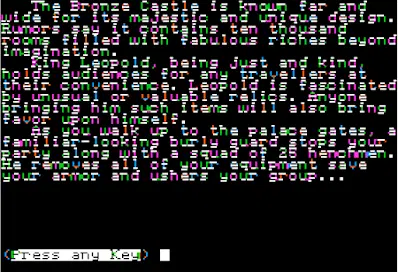 The Bronze Castle is known far and
wide for its majestic and unique design.
Rumors say it contains ten thousand
rooms filled with fabulous riches beyond
imagination.
King Leopold, being just and kind,
holds audiences for any travellers at
their convenience. Leopold is fascinated
by unusual or valuable relics. Anyone
bringing him such items will also bring
favor upon himself.
As you walk up to the palace gates, a
familiar-looking burly guard stops your
party along with a squad of 25 henchmen.
He removes all of your equipment save
your armor and ushers your group...
(Press any Key)